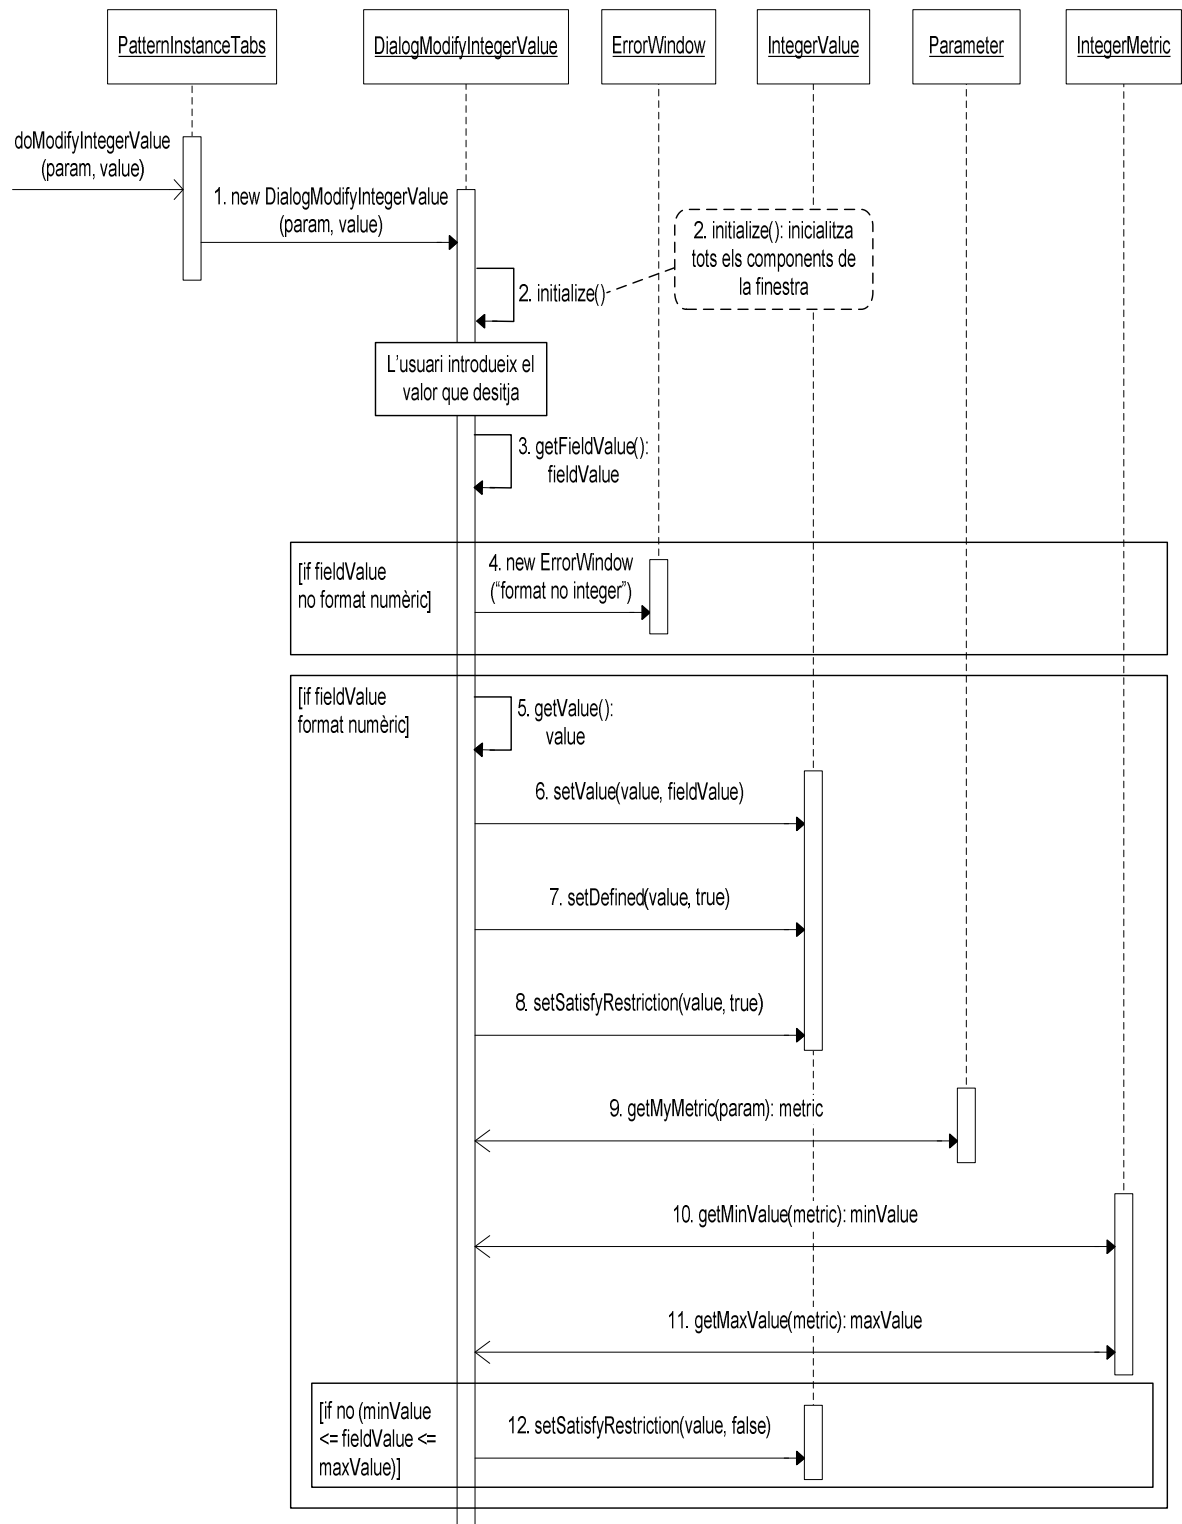 PatternInstanceTabs
DialogModifyIntegerValue
ErrorWindow
IntegerValue
Parameter
IntegerMetric
doModifyIntegerValue
(param, value)
1. new DialogModifyIntegerValue
(param, value)
2. initialize(): inicialitza
tots els components de
la finestra
2. initialize()
L'usuari introdueix el
valor que desitja
3. getFieldValue():
fieldValue
[if fieldValue
no format numèric]
4. new ErrorWindow
(“format no integer”)
[if fieldValue
format numèric]
5. getValue():
value
6. setValue(value, fieldValue)
7. setDefined(value, true)
8. setSatisfyRestriction(value, true)
9. getMyMetric(param): metric
10. getMinValue(metric): minValue
11. getMaxValue(metric): maxValue
[if no (minValue
<= fieldValue <=
maxValue)]
12. setSatisfyRestriction(value, false)